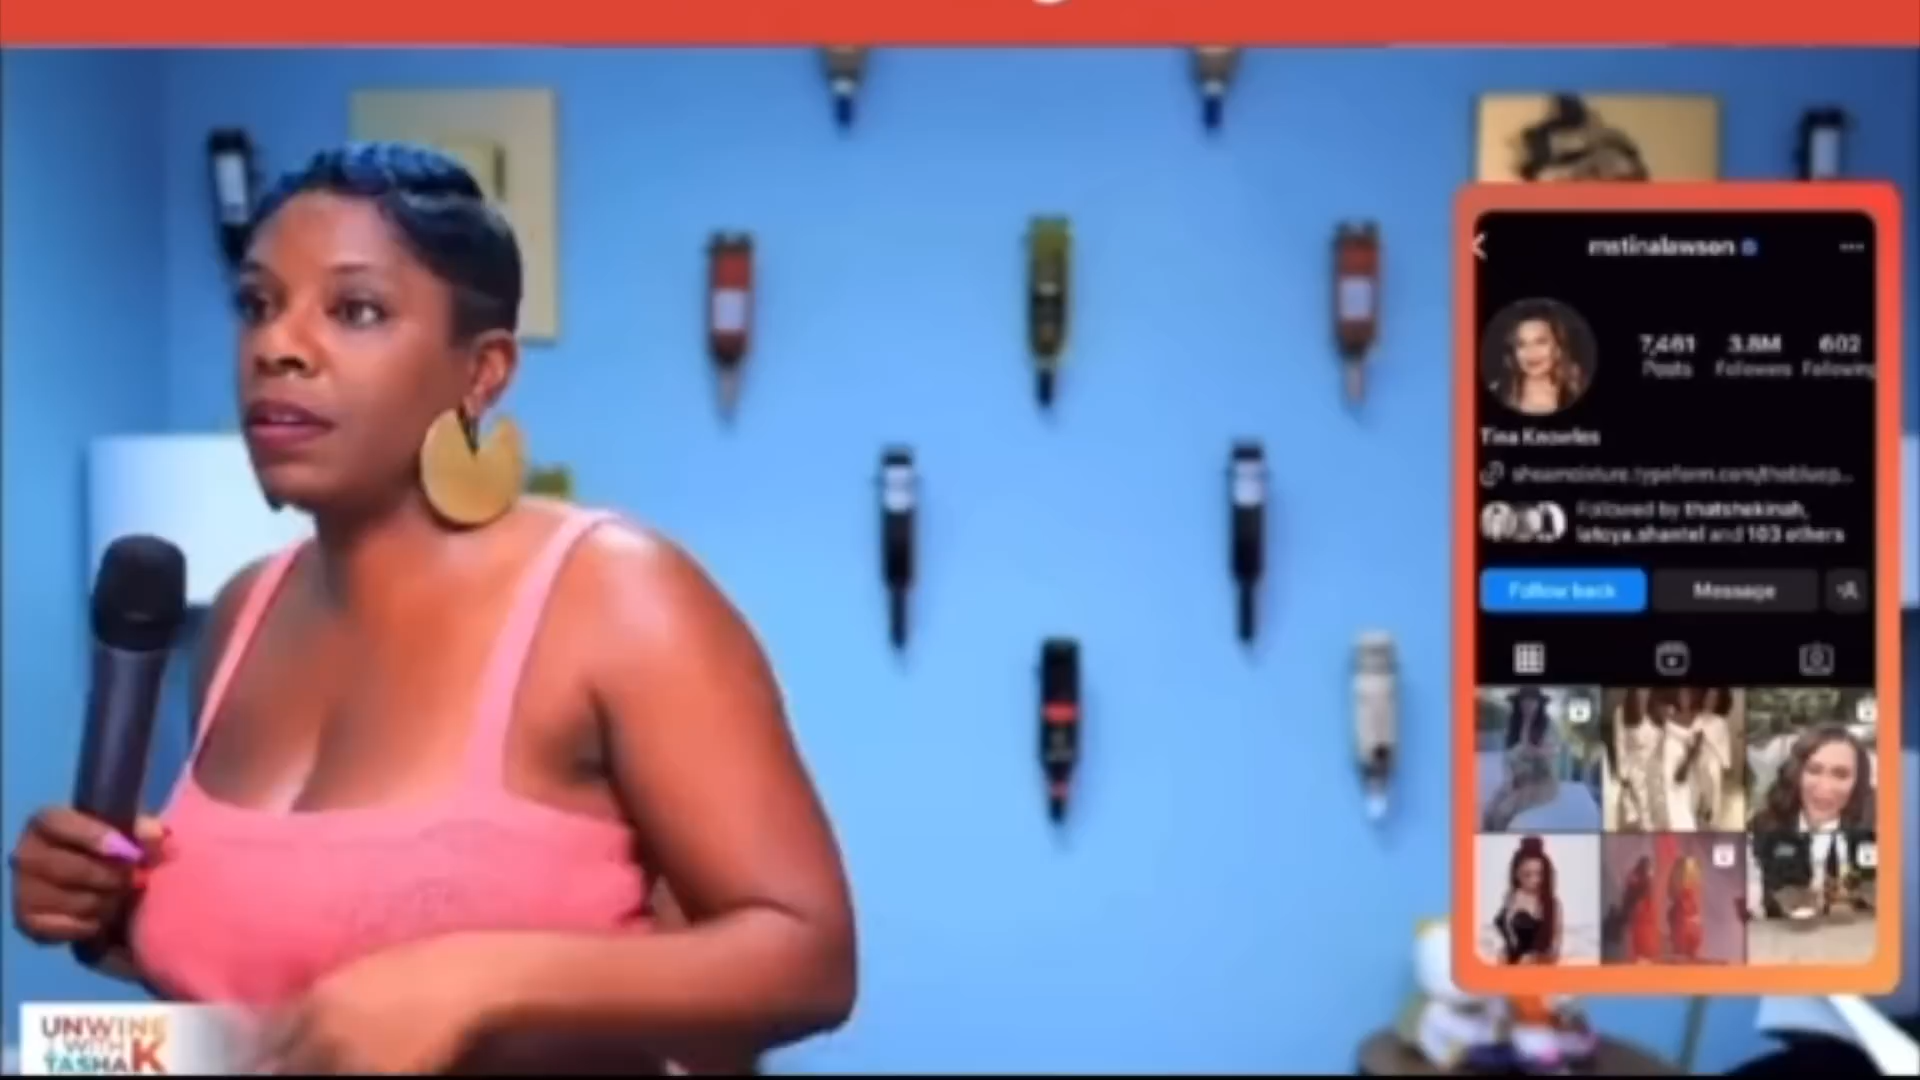 mstinalawson
7,461 3.8M 602
Posts Followers Following
Tina Knowles
Followed by thatshekinah,
latoya.shantel and 103 others
Follow back Message
UNWINE
WITH
TASHA K